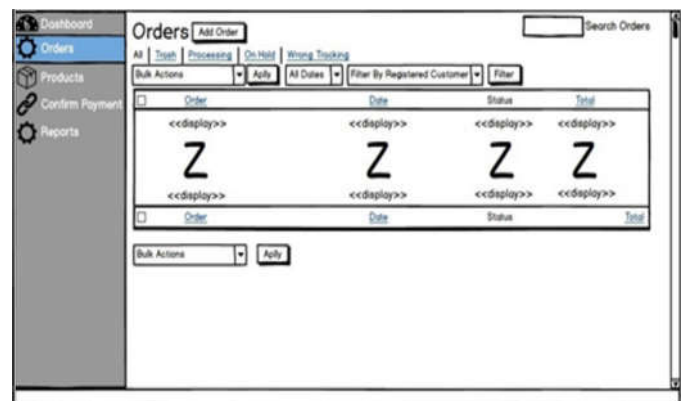 Dashboard
Orders
Products
Confirm Payment
Reports
Orders Add Order Search Orders
All | Trash | Processing | On Hold | Wrong Tracking
Bulk Actions Aplly All Dates Filter By Registered Customer Filter
Order Date Status Total
<<display>> <<display>> <<display>> <<display>>
Z Z Z Z
<<display>> <<display>> <<display>> <<display>>
Order Date Status Total
Bulk Actions Aplly